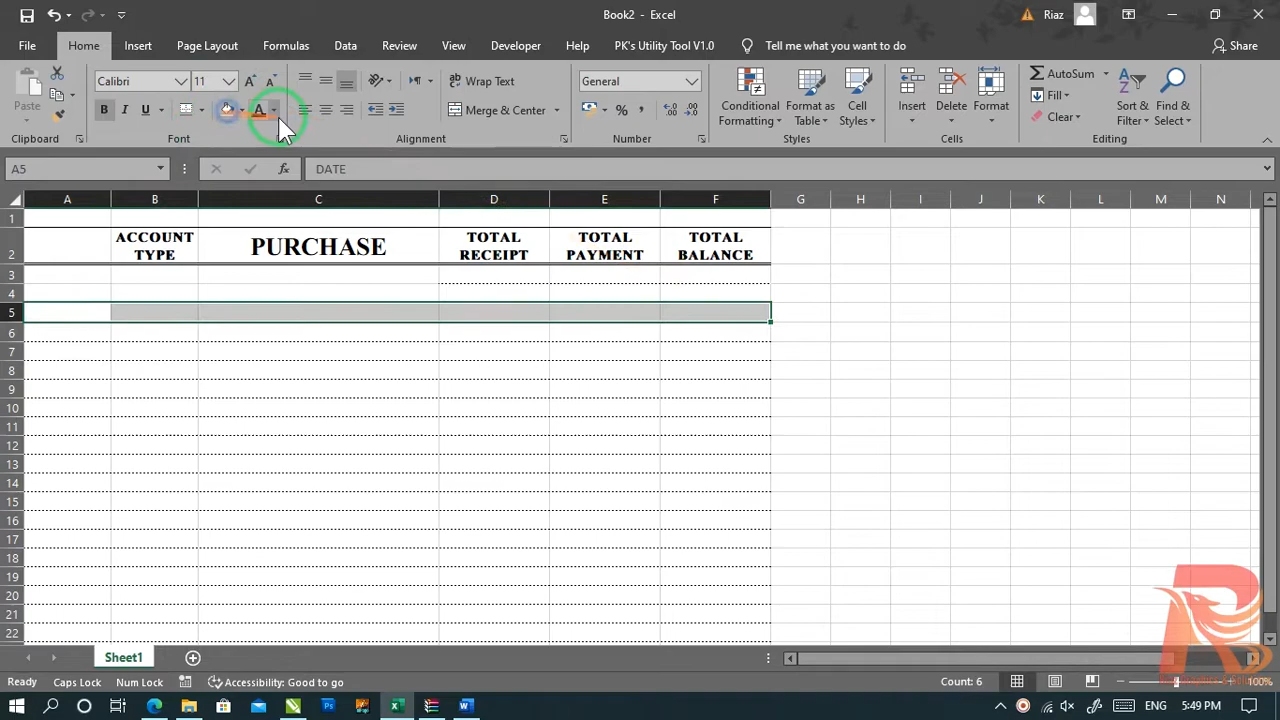 Book2 - Excel
Riaz
File Home Insert Page Layout Formulas Data Review View Developer Help PK's Utility Tool V1.0 Tell me what you want to do Share
Paste
Calibri 11
B I U A
Wrap Text
Merge & Center
General
Conditional Formatting
Format as Table
Cell Styles
Insert Delete Format
AutoSum
Fill
Clear
Sort & Filter
Find & Select
Clipboard Font Alignment Number Styles Cells Editing
A5 fx DATE
A B C D E F G H I J K L M N
1
2 ACCOUNT TYPE PURCHASE TOTAL RECEIPT TOTAL PAYMENT TOTAL BALANCE
3
4
5
6
7
8
9
10
11
12
13
14
15
16
17
18
19
20
21
22
Sheet1
Ready Caps Lock Num Lock Accessibility: Good to go Count: 6 100%
ENG 5:49 PM